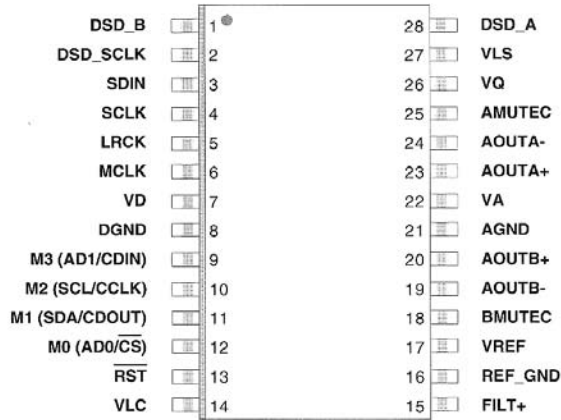 DSD_B 1 28 DSD_A
DSD_SCLK 2 27 VLS
SDIN 3 26 VQ
SCLK 4 25 AMUTEC
LRCK 5 24 AOUTA-
MCLK 6 23 AOUTA+
VD 7 22 VA
DGND 8 21 AGND
M3 (AD1/CDIN) 9 20 AOUTB+
M2 (SCL/CCLK) 10 19 AOUTB-
M1 (SDA/CDOUT) 11 18 BMUTEC
M0 (AD0/C̅S̅) 12 17 VREF
R̅S̅T̅ 13 16 REF_GND
VLC 14 15 FILT+